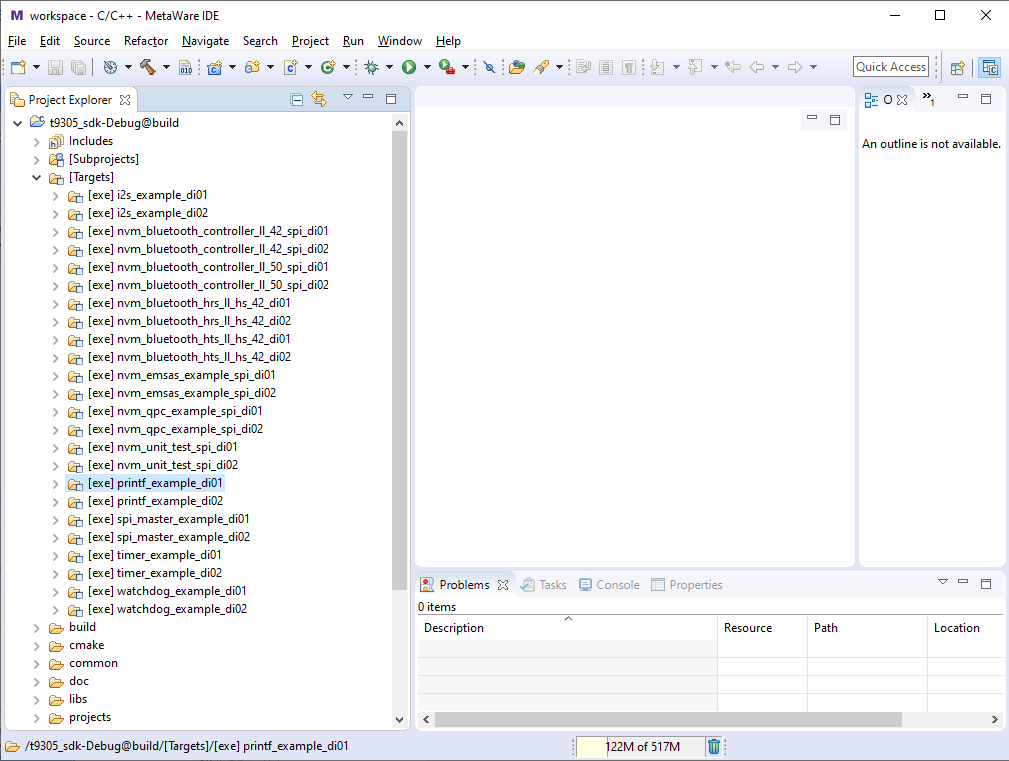 workspace - C/C++ - MetaWare IDE
File Edit Source Refactor Navigate Search Project Run Window Help
Quick Access
Project Explorer
t9305_sdk-Debug@build
Includes
[Subprojects]
[Targets]
[exe] i2s_example_di01
[exe] i2s_example_di02
[exe] nvm_bluetooth_controller_ll_42_spi_di01
[exe] nvm_bluetooth_controller_ll_42_spi_di02
[exe] nvm_bluetooth_controller_ll_50_spi_di01
[exe] nvm_bluetooth_controller_ll_50_spi_di02
[exe] nvm_bluetooth_hrs_ll_hs_42_di01
[exe] nvm_bluetooth_hrs_ll_hs_42_di02
[exe] nvm_bluetooth_hts_ll_hs_42_di01
[exe] nvm_bluetooth_hts_ll_hs_42_di02
[exe] nvm_emsas_example_spi_di01
[exe] nvm_emsas_example_spi_di02
[exe] nvm_qpc_example_spi_di01
[exe] nvm_qpc_example_spi_di02
[exe] nvm_unit_test_spi_di01
[exe] nvm_unit_test_spi_di02
[exe] printf_example_di01
[exe] printf_example_di02
[exe] spi_master_example_di01
[exe] spi_master_example_di02
[exe] timer_example_di01
[exe] timer_example_di02
[exe] watchdog_example_di01
[exe] watchdog_example_di02
build
cmake
common
doc
libs
projects
O
1
An outline is not available.
Problems Tasks Console Properties
0 items
Description Resource Path Location
/t9305_sdk-Debug@build/[Targets]/[exe] printf_example_di01
122M of 517M